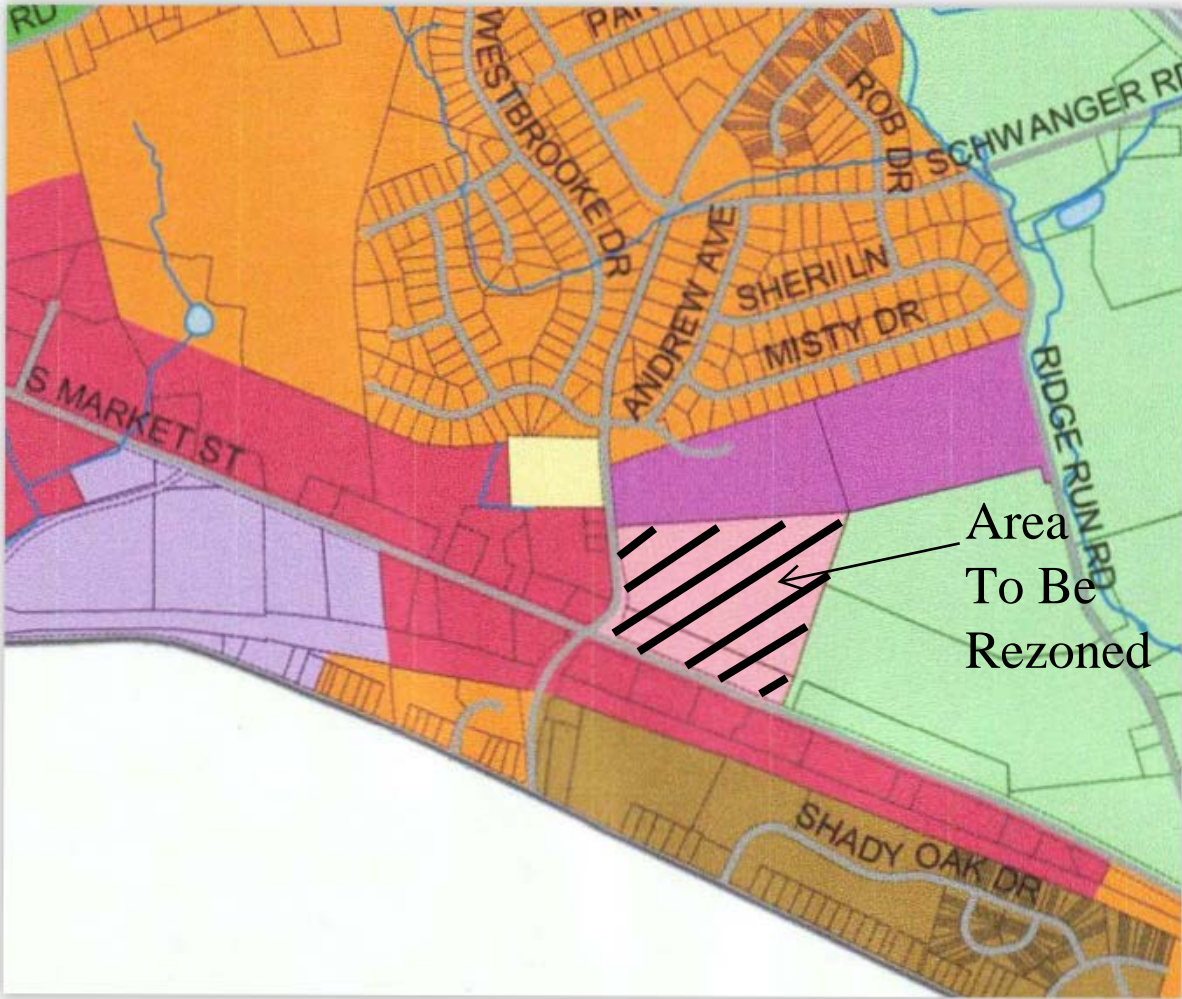 RD
WESTBROOKE DR
ROB DR
SCHWANGER RD
ANDREW AVE
SHERI LN
MISTY DR
S MARKET ST
RIDGE RUN RD
Area
To Be
Rezoned
SHADY OAK DR